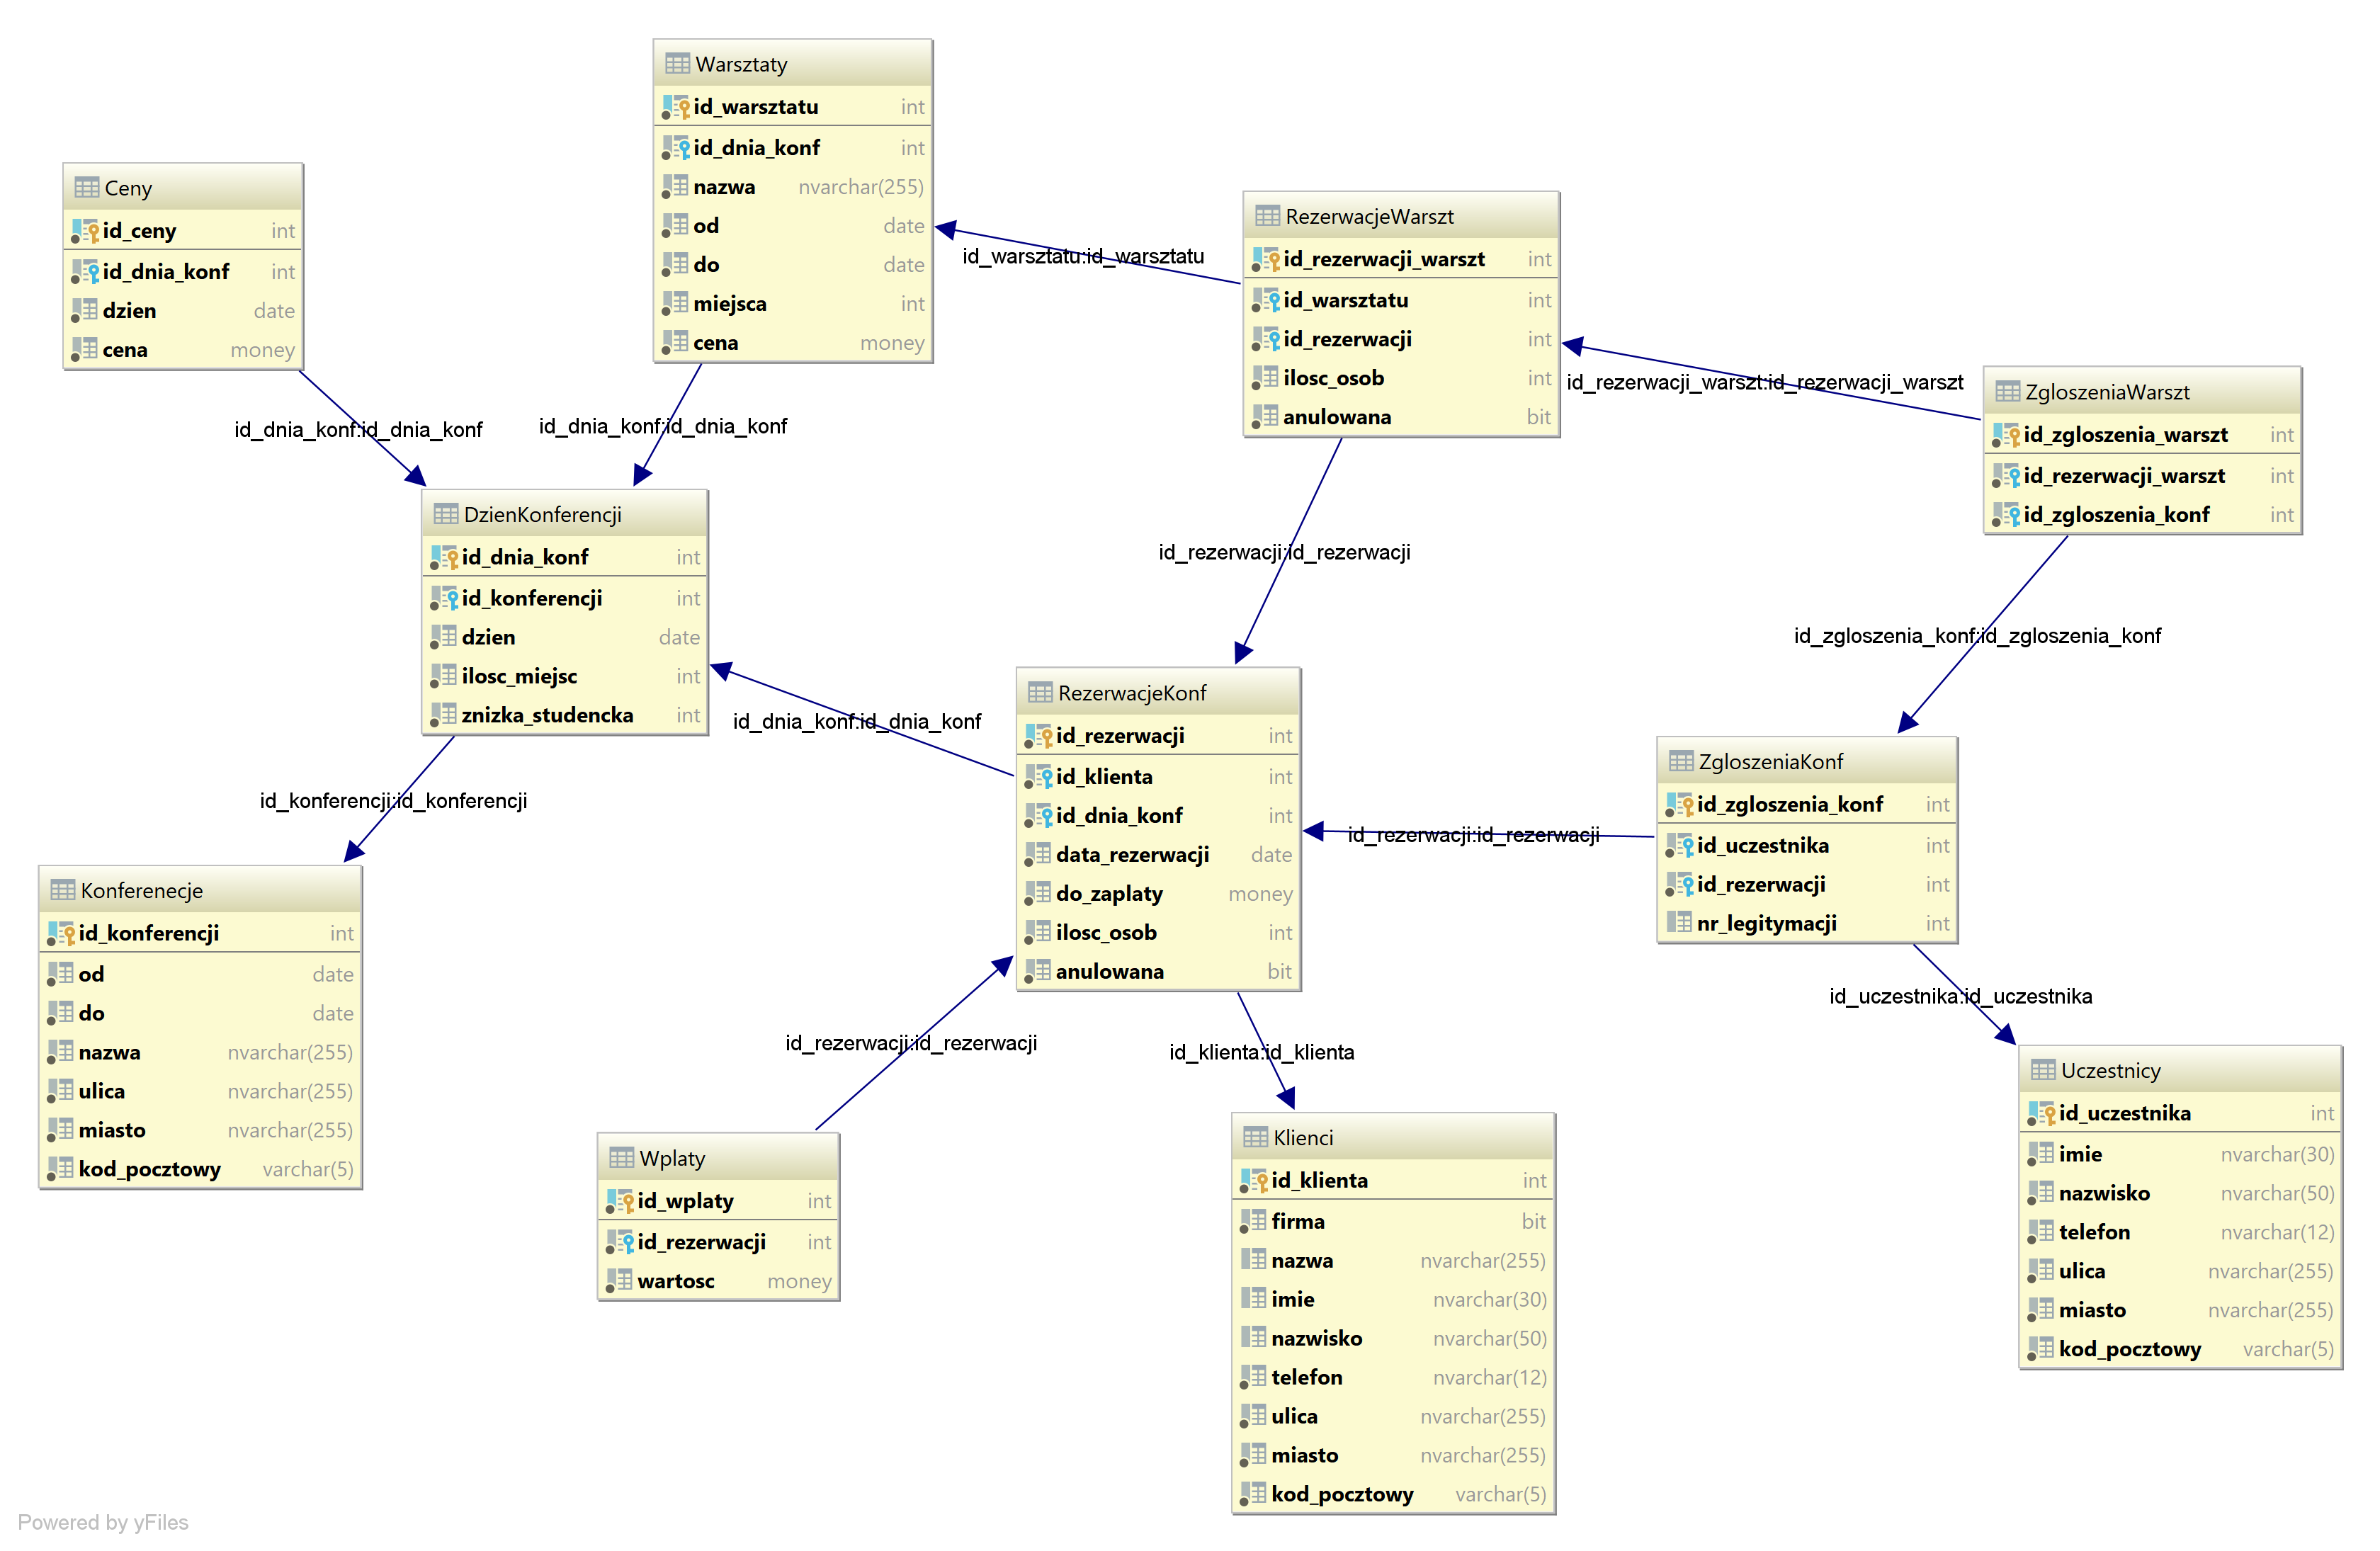 Warsztaty
id_warsztatu int
id_dnia_konf int
nazwa nvarchar(255)
od date
do date
miejsca int
cena money
Ceny
id_ceny int
id_dnia_konf int
dzien date
cena money
RezerwacjeWarszt
id_rezerwacji_warszt int
id_warsztatu int
id_rezerwacji int
ilosc_osob int
anulowana bit
id_warsztatu:id_warsztatu
ZgloszeniaWarszt
id_zgloszenia_warszt int
id_rezerwacji_warszt int
id_zgloszenia_konf int
id_rezerwacji_warszt:id_rezerwacji_warszt
id_dnia_konf:id_dnia_konf
id_dnia_konf:id_dnia_konf
DzienKonferencji
id_dnia_konf int
id_konferencji int
dzien date
ilosc_miejsc int
znizka_studencka int
id_rezerwacji:id_rezerwacji
id_zgloszenia_konf:id_zgloszenia_konf
RezerwacjeKonf
id_rezerwacji int
id_klienta int
id_dnia_konf int
data_rezerwacji date
do_zaplaty money
ilosc_osob int
anulowana bit
id_dnia_konf:id_dnia_konf
ZgloszeniaKonf
id_zgloszenia_konf int
id_uczestnika int
id_rezerwacji int
nr_legitymacji int
id_rezerwacji:id_rezerwacji
id_konferencji:id_konferencji
Konferenecje
id_konferencji int
od date
do date
nazwa nvarchar(255)
ulica nvarchar(255)
miasto nvarchar(255)
kod_pocztowy varchar(5)
id_uczestnika:id_uczestnika
id_rezerwacji:id_rezerwacji
id_klienta:id_klienta
Uczestnicy
id_uczestnika int
imie nvarchar(30)
nazwisko nvarchar(50)
telefon nvarchar(12)
ulica nvarchar(255)
miasto nvarchar(255)
kod_pocztowy varchar(5)
Wplaty
id_wplaty int
id_rezerwacji int
wartosc money
Klienci
id_klienta int
firma bit
nazwa nvarchar(255)
imie nvarchar(30)
nazwisko nvarchar(50)
telefon nvarchar(12)
ulica nvarchar(255)
miasto nvarchar(255)
kod_pocztowy varchar(5)
Powered by yFiles